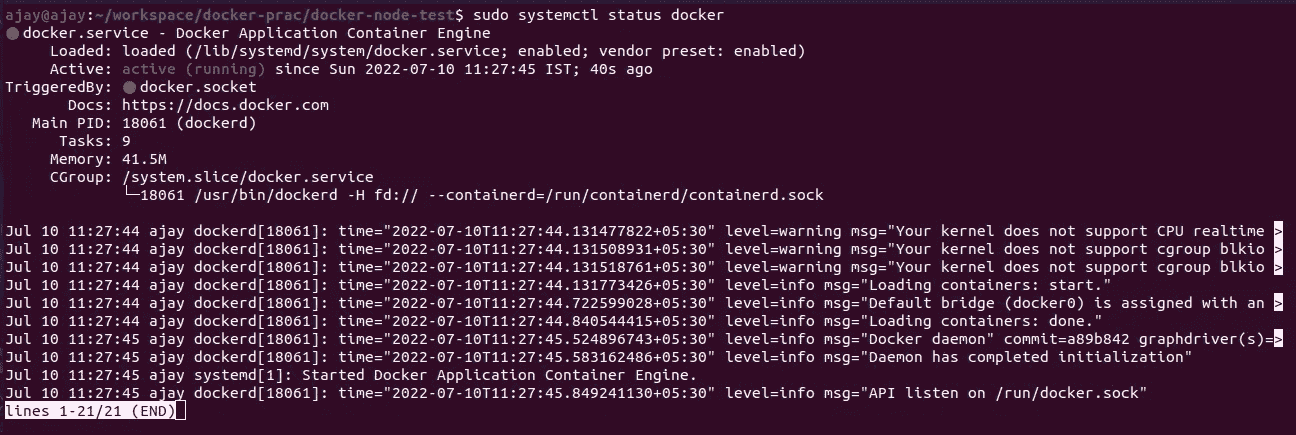 ajay@ajay:~/workspace/docker-prac/docker-node-test$ sudo systemctl status docker
● docker.service - Docker Application Container Engine
     Loaded: loaded (/lib/systemd/system/docker.service; enabled; vendor preset: enabled)
     Active: active (running) since Sun 2022-07-10 11:27:45 IST; 40s ago
TriggeredBy: ● docker.socket
       Docs: https://docs.docker.com
   Main PID: 18061 (dockerd)
      Tasks: 9
     Memory: 41.5M
     CGroup: /system.slice/docker.service
             └─18061 /usr/bin/dockerd -H fd:// --containerd=/run/containerd/containerd.sock
Jul 10 11:27:44 ajay dockerd[18061]: time="2022-07-10T11:27:44.131477822+05:30" level=warning msg="Your kernel does not support CPU realtime >
Jul 10 11:27:44 ajay dockerd[18061]: time="2022-07-10T11:27:44.131508931+05:30" level=warning msg="Your kernel does not support cgroup blkio >
Jul 10 11:27:44 ajay dockerd[18061]: time="2022-07-10T11:27:44.131518761+05:30" level=warning msg="Your kernel does not support cgroup blkio >
Jul 10 11:27:44 ajay dockerd[18061]: time="2022-07-10T11:27:44.131773426+05:30" level=info msg="Loading containers: start."
Jul 10 11:27:44 ajay dockerd[18061]: time="2022-07-10T11:27:44.722599028+05:30" level=info msg="Default bridge (docker0) is assigned with an >
Jul 10 11:27:44 ajay dockerd[18061]: time="2022-07-10T11:27:44.840544415+05:30" level=info msg="Loading containers: done."
Jul 10 11:27:45 ajay dockerd[18061]: time="2022-07-10T11:27:45.524896743+05:30" level=info msg="Docker daemon" commit=a89b842 graphdriver(s)=>
Jul 10 11:27:45 ajay dockerd[18061]: time="2022-07-10T11:27:45.583162486+05:30" level=info msg="Daemon has completed initialization"
Jul 10 11:27:45 ajay systemd[1]: Started Docker Application Container Engine.
Jul 10 11:27:45 ajay dockerd[18061]: time="2022-07-10T11:27:45.849241130+05:30" level=info msg="API listen on /run/docker.sock"
lines 1-21/21 (END)